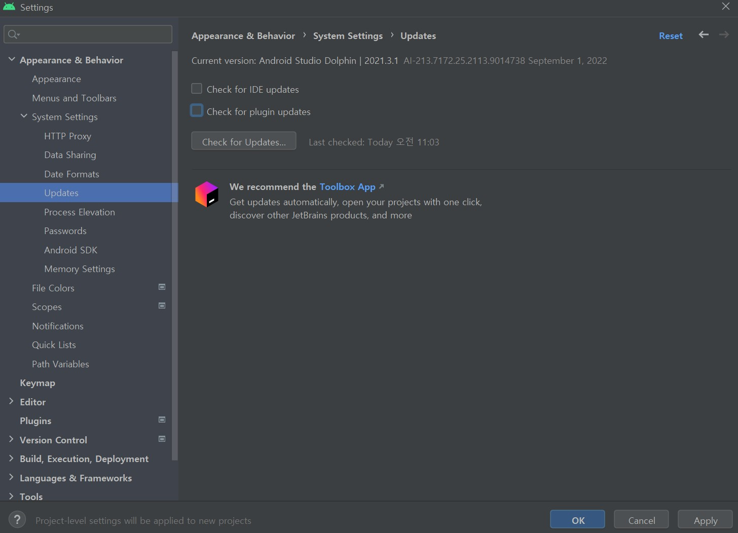 Settings
Appearance & Behavior
Appearance
Menus and Toolbars
System Settings
HTTP Proxy
Data Sharing
Date Formats
Updates
Process Elevation
Passwords
Android SDK
Memory Settings
File Colors
Scopes
Notifications
Quick Lists
Path Variables
Keymap
Editor
Plugins
Version Control
Build, Execution, Deployment
Languages & Frameworks
Tools
Appearance & Behavior › System Settings › Updates
Reset
Current version: Android Studio Dolphin | 2021.3.1 AI-213.7172.25.2113.9014738 September 1, 2022
Check for IDE updates
Check for plugin updates
Check for Updates... Last checked: Today 오전 11:03
We recommend the Toolbox App ↗
Get updates automatically, open your projects with one click,
discover other JetBrains products, and more
? Project-level settings will be applied to new projects
OK Cancel Apply